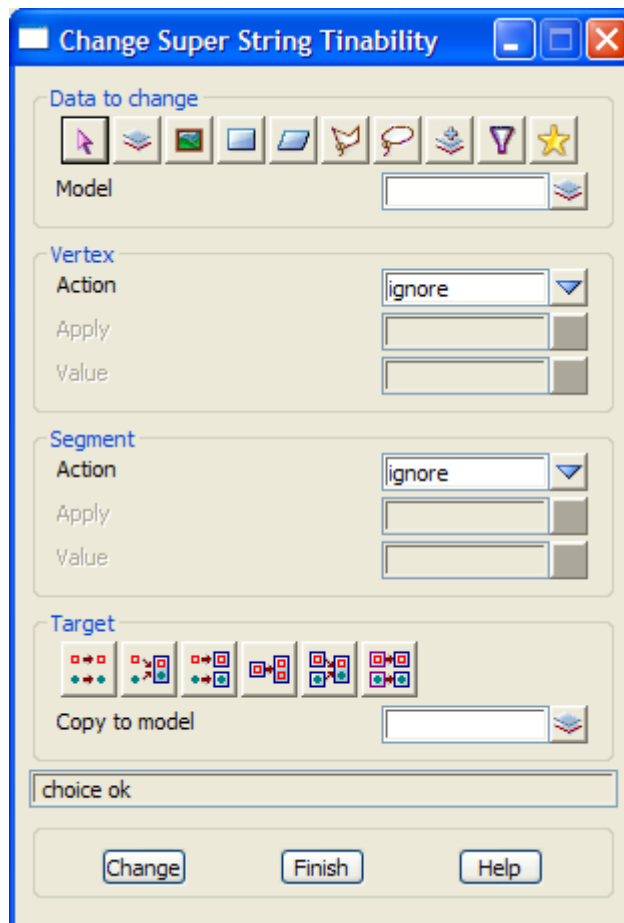 Change Super String Tinability
Data to change
Model
Vertex
Action ignore
Apply
Value
Segment
Action ignore
Apply
Value
Target
Copy to model
choice ok
Change Finish Help